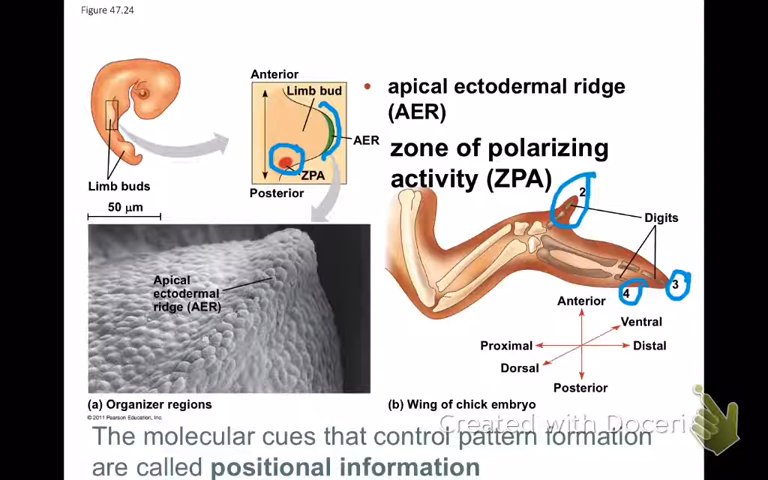 Figure 47.24
Anterior
Limb bud
AER
ZPA
Posterior
Limb buds
50 µm
• apical ectodermal ridge
(AER)
zone of polarizing
activity (ZPA)
2
Digits
4
3
Apical
ectodermal
ridge (AER)
Anterior
Ventral
Proximal
Distal
Dorsal
Posterior
(a) Organizer regions
(b) Wing of chick embryo
© 2011 Pearson Education, Inc.
Created with Doceri
The molecular cues that control pattern formation
are called positional information